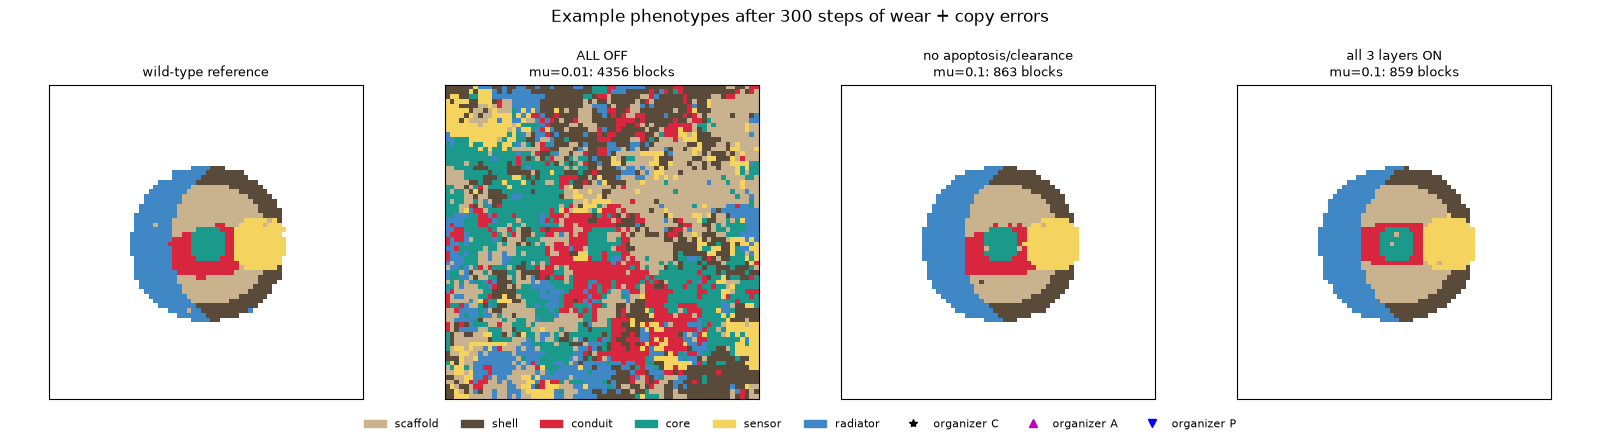 Example phenotypes after 300 steps of wear + copy errors
wild-type reference
ALL OFF
mu=0.01: 4356 blocks
no apoptosis/clearance
mu=0.1: 863 blocks
all 3 layers ON
mu=0.1: 859 blocks
scaffold shell conduit core sensor radiator organizer C organizer A organizer P